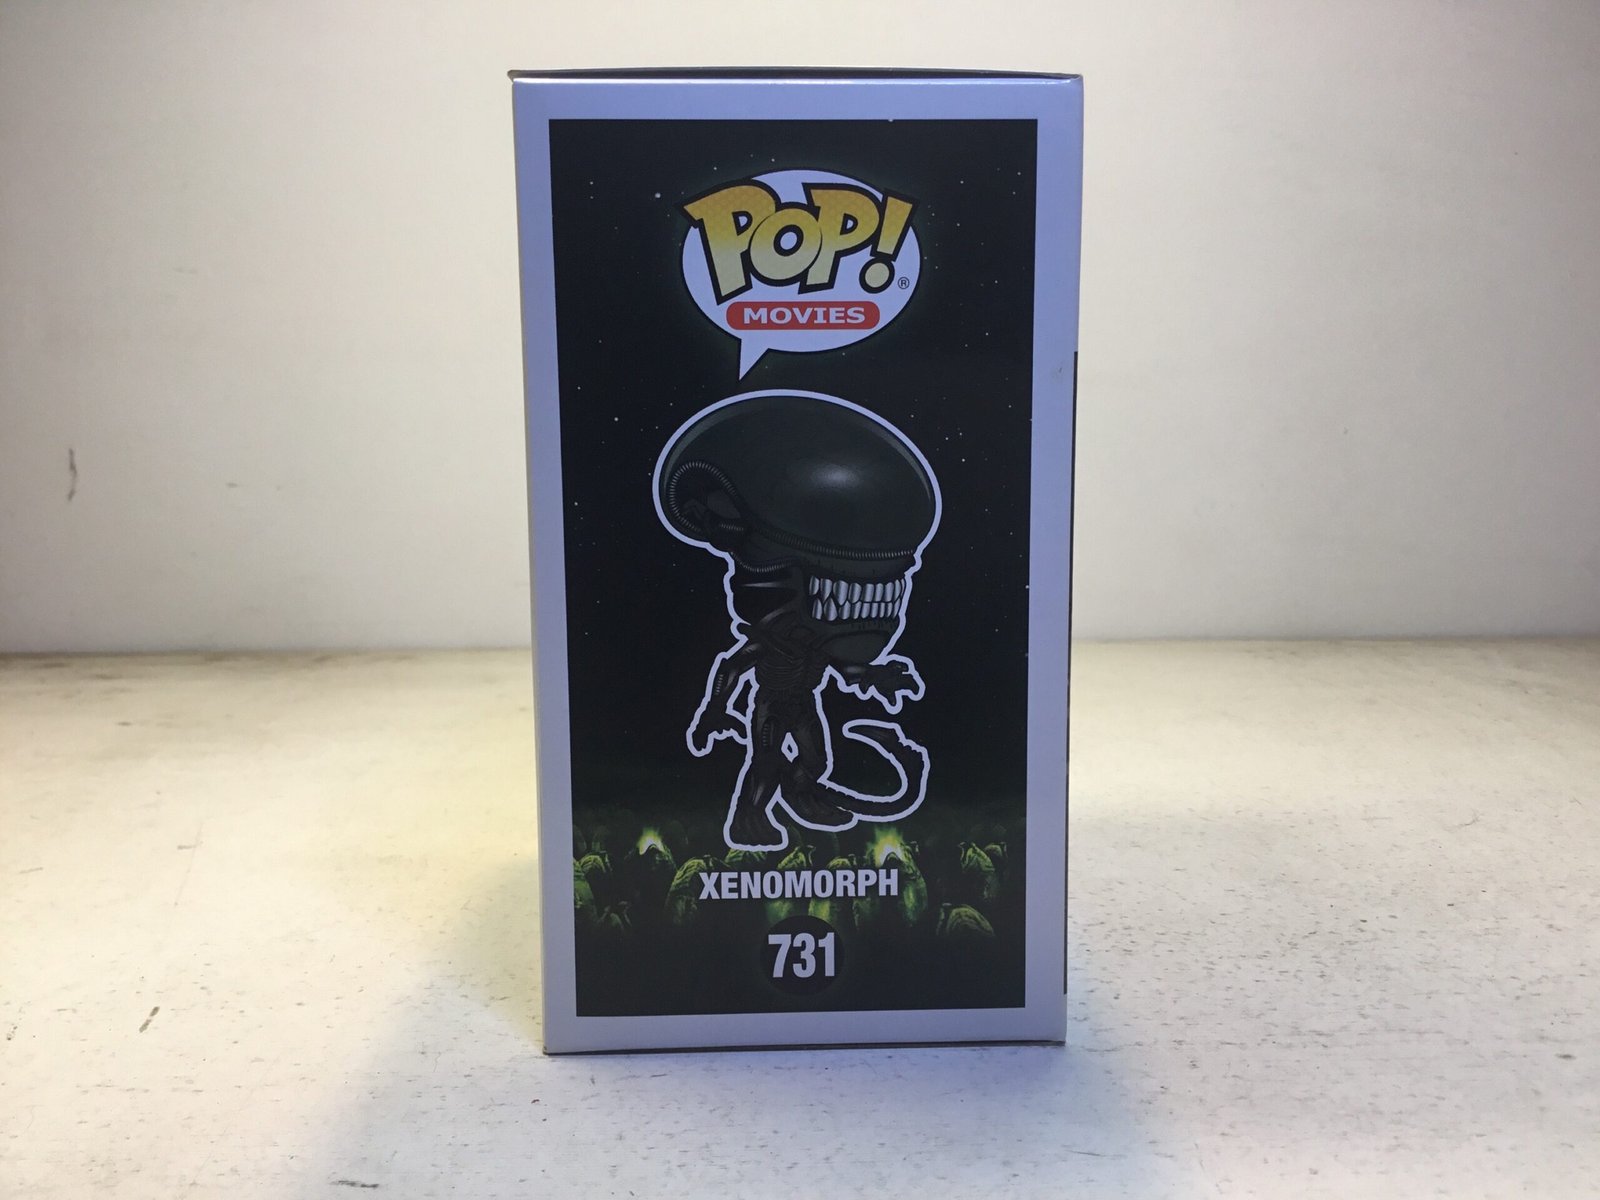 POP! ®
MOVIES
XENOMORPH
731